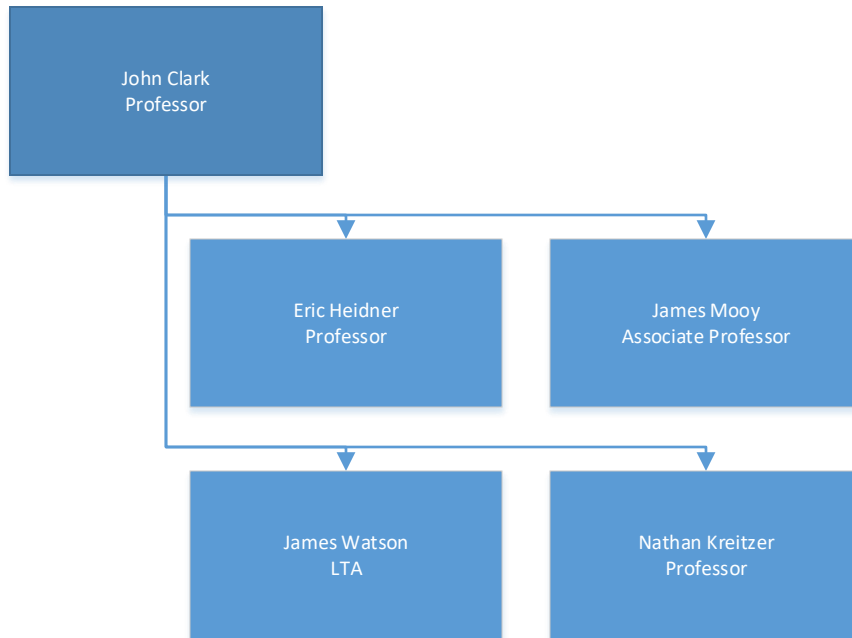 John Clark
Professor
Eric Heidner
Professor
James Mooy
Associate Professor
James Watson
LTA
Nathan Kreitzer
Professor